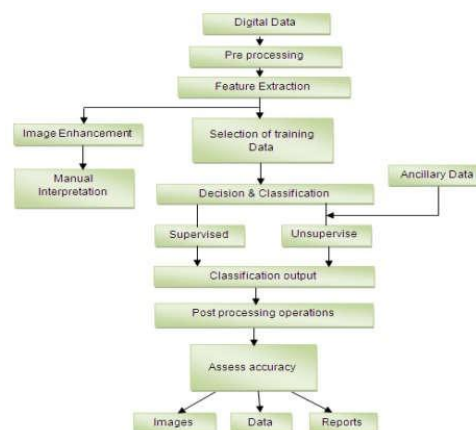 Digital Data
Pre processing
Feature Extraction
Image Enhancement
Selection of training
Data
Manual
Interpretation
Ancillary Data
Decision & Classification
Supervised
Unsupervise
Classification output
Post processing operations
Assess accuracy
Images
Data
Reports